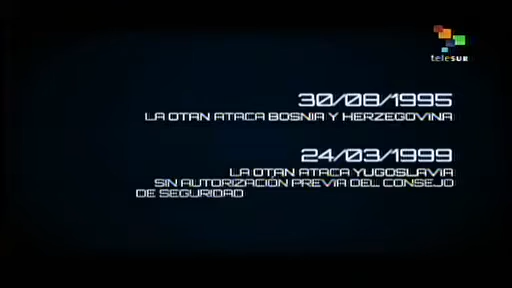 teleSUR
30/08/1995
LA OTAN ATACA BOSNIA Y HERZEGOVINA
24/03/1999
LA OTAN ATACA YUGOSLAVIA
SIN AUTORIZACIÓN PREVIA DEL CONSEJO
DE SEGURIDAD